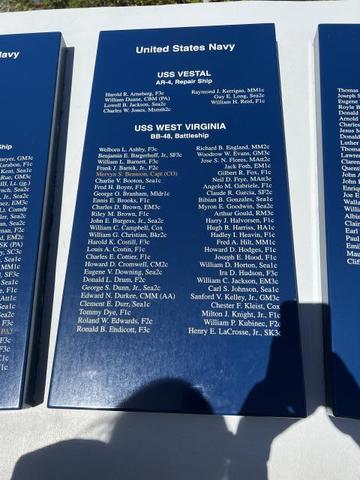 United States Navy
USS VESTAL
AR-4, Repair Ship
Harold R. Arneberg, F3c
William Duane, CBM (PA)
Lowell B. Jackson, Sea2c
Charles W. Jones, Msmth2c
Raymond J. Kerrigan, MM1c
Guy E. Long, Sea2c
William H. Reid, F1c
USS WEST VIRGINIA
BB-48, Battleship
Welborn L. Ashby, F3c
Benjamin E. Bargerhuff, Jr., SF3c
William L. Barnett, F3c
Frank J. Bartek, Jr., F2c
Mervyn S. Bennion, Capt (CO)
Charlie V. Booton, Sea1c
Fred H. Boyer, F1c
George O. Branham, Mldr1c
Ennis E. Brooks, F1c
Charles D. Brown, EM3c
Riley M. Brown, F1c
John E. Burgess, Jr., Sea2c
William C. Campbell, Cox
William G. Christian, Bkr2c
Harold K. Costill, F3c
Louis A. Costin, F1c
Charles E. Cottier, F1c
Howard D. Cromwell, CM2c
Eugene V. Downing, Sea2c
Donald L. Drum, F2c
George S. Dunn, Jr., Sea2c
Edward N. Durkee, CMM (AA)
Clement E. Durr, Sea1c
Tommy Dye, F1c
Roland W. Edwards, F2c
Ronald B. Endicott, F3c
Richard B. England, MM2c
Woodrow W. Evans, GM3c
Jose S. N. Flores, MAtt2c
Jack Foth, EM1c
Gilbert R. Fox, F1c
Neil D. Frye, MAtt3c
Angelo M. Gabriele, F1c
Claude R. Garcia, SF2c
Bibian B. Gonzales, Sea1c
Myron E. Goodwin, Sea2c
Arthur Gould, RM3c
Harry J. Halvorsen, F1c
Hugh B. Harriss, HA1c
Hadley I. Heavin, F1c
Fred A. Hilt, MM1c
Howard D. Hodges, F1c
Joseph E. Hood, F1c
William D. Horton, Sea1c
Ira D. Hudson, F3c
William C. Jackson, EM3c
Carl S. Johnson, Sea1c
Sanford V. Kelley, Jr., GM3c
Chester F. Kleist, Cox
Milton J. Knight, Jr., F1c
William P. Kubinec, F2c
Henry E. LaCrosse, Jr., SK3c